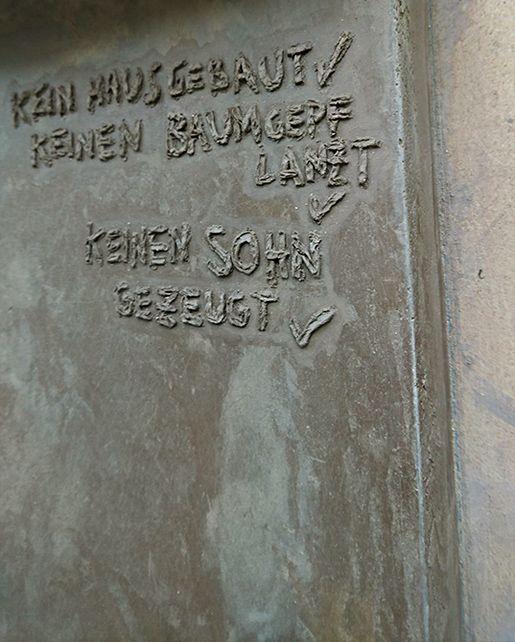 KEIN HAUS GEBAUT ✓
KEINEN BAUM GEPF
LANZT
✓
KEINEN SOHN
GEZEUGT ✓